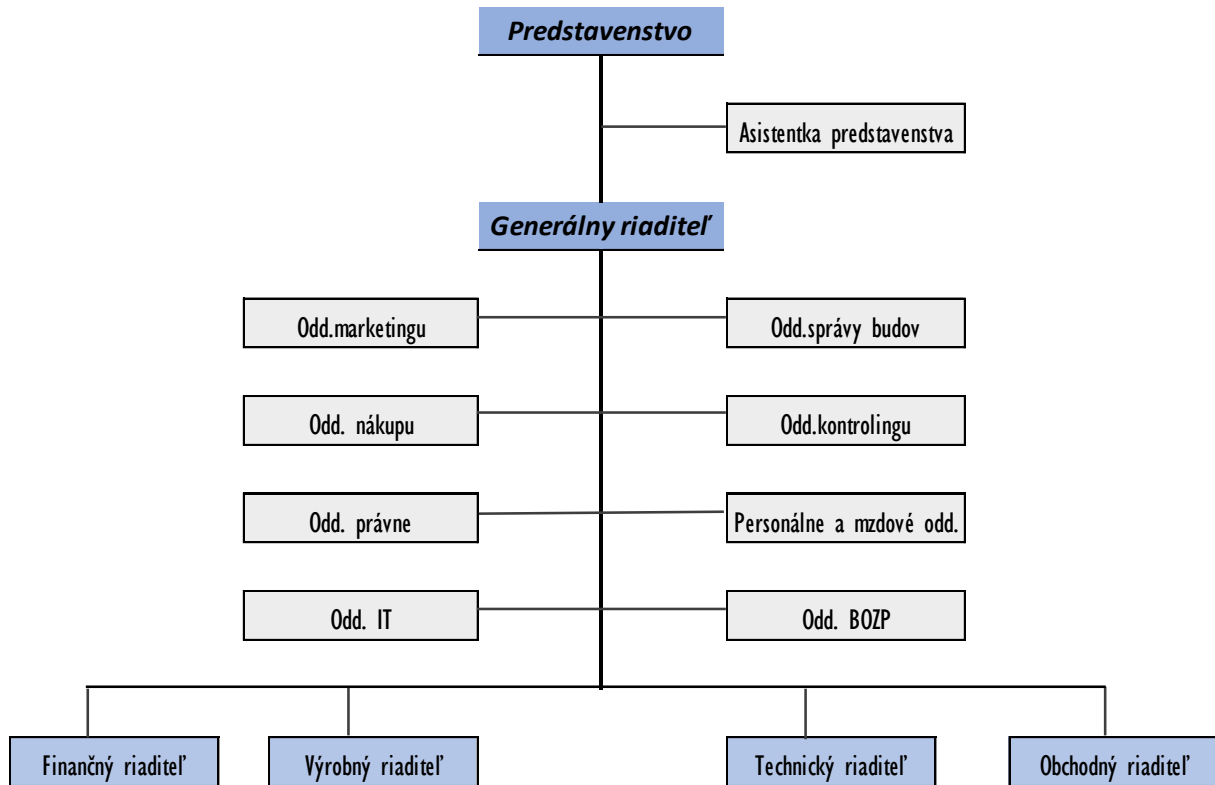 Predstavenstvo
Asistentka predstavenstva
Generálny riaditeľ
Odd.marketingu
Odd.správy budov
Odd. nákupu
Odd.kontrolingu
Odd. právne
Personálne a mzdové odd.
Odd. IT
Odd. BOZP
Finančný riaditeľ
Výrobný riaditeľ
Technický riaditeľ
Obchodný riaditeľ